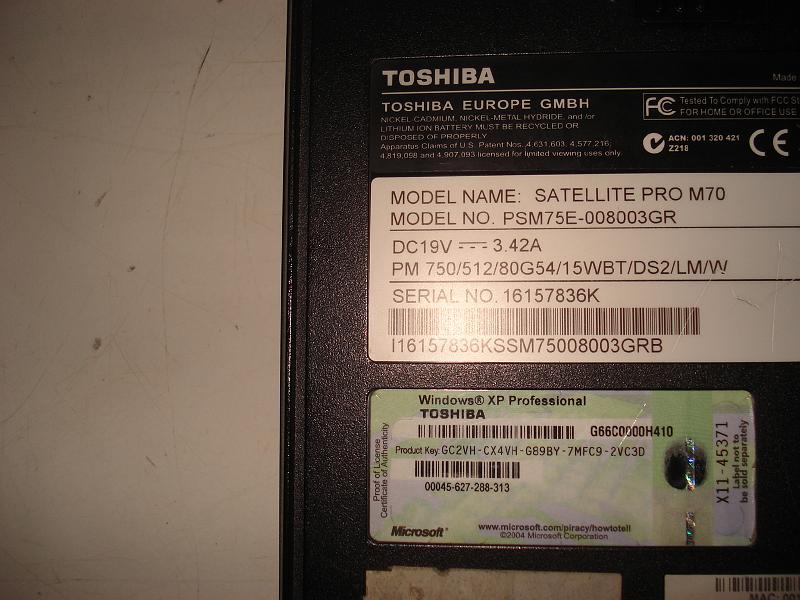 TOSHIBA
Made
TOSHIBA EUROPE GMBH
NICKEL-CADMIUM, NICKEL-METAL HYDRIDE, and/or
LITHIUM ION BATTERY MUST BE RECYCLED OR
DISPOSED OF PROPERLY
Apparatus Claims of U.S. Patent Nos. 4,631,603, 4,577,216,
4,819,098 and 4,907,093 licensed for limited viewing uses only.
FC Tested To Comply with FCC St
FOR HOME OR OFFICE USE
ACN: 001 320 421
Z218
CE
MODEL NAME: SATELLITE PRO M70
MODEL NO. PSM75E-008003GR
DC19V 3.42A
PM 750/512/80G54/15WBT/DS2/LM/W
SERIAL NO. 16157836K
I16157836KSSM75008003GRB
Windows® XP Professional
TOSHIBA
G66C0000H410
Product Key: GC2VH-CX4VH-G89BY-7MFC9-2VC3D
00045-627-288-313
Proof of License
Certificate of Authenticity
Microsoft®
www.microsoft.com/piracy/howtotell
©2004 Microsoft Corporation
X11-45371
Label not to
be sold separately